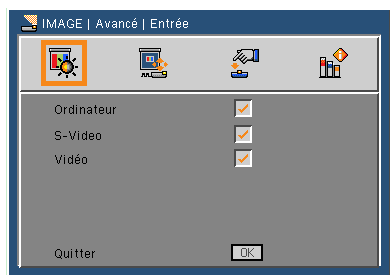 IMAGE | Avancé | Entrée
Ordinateur
S-Video
Vidéo
Quitter OK